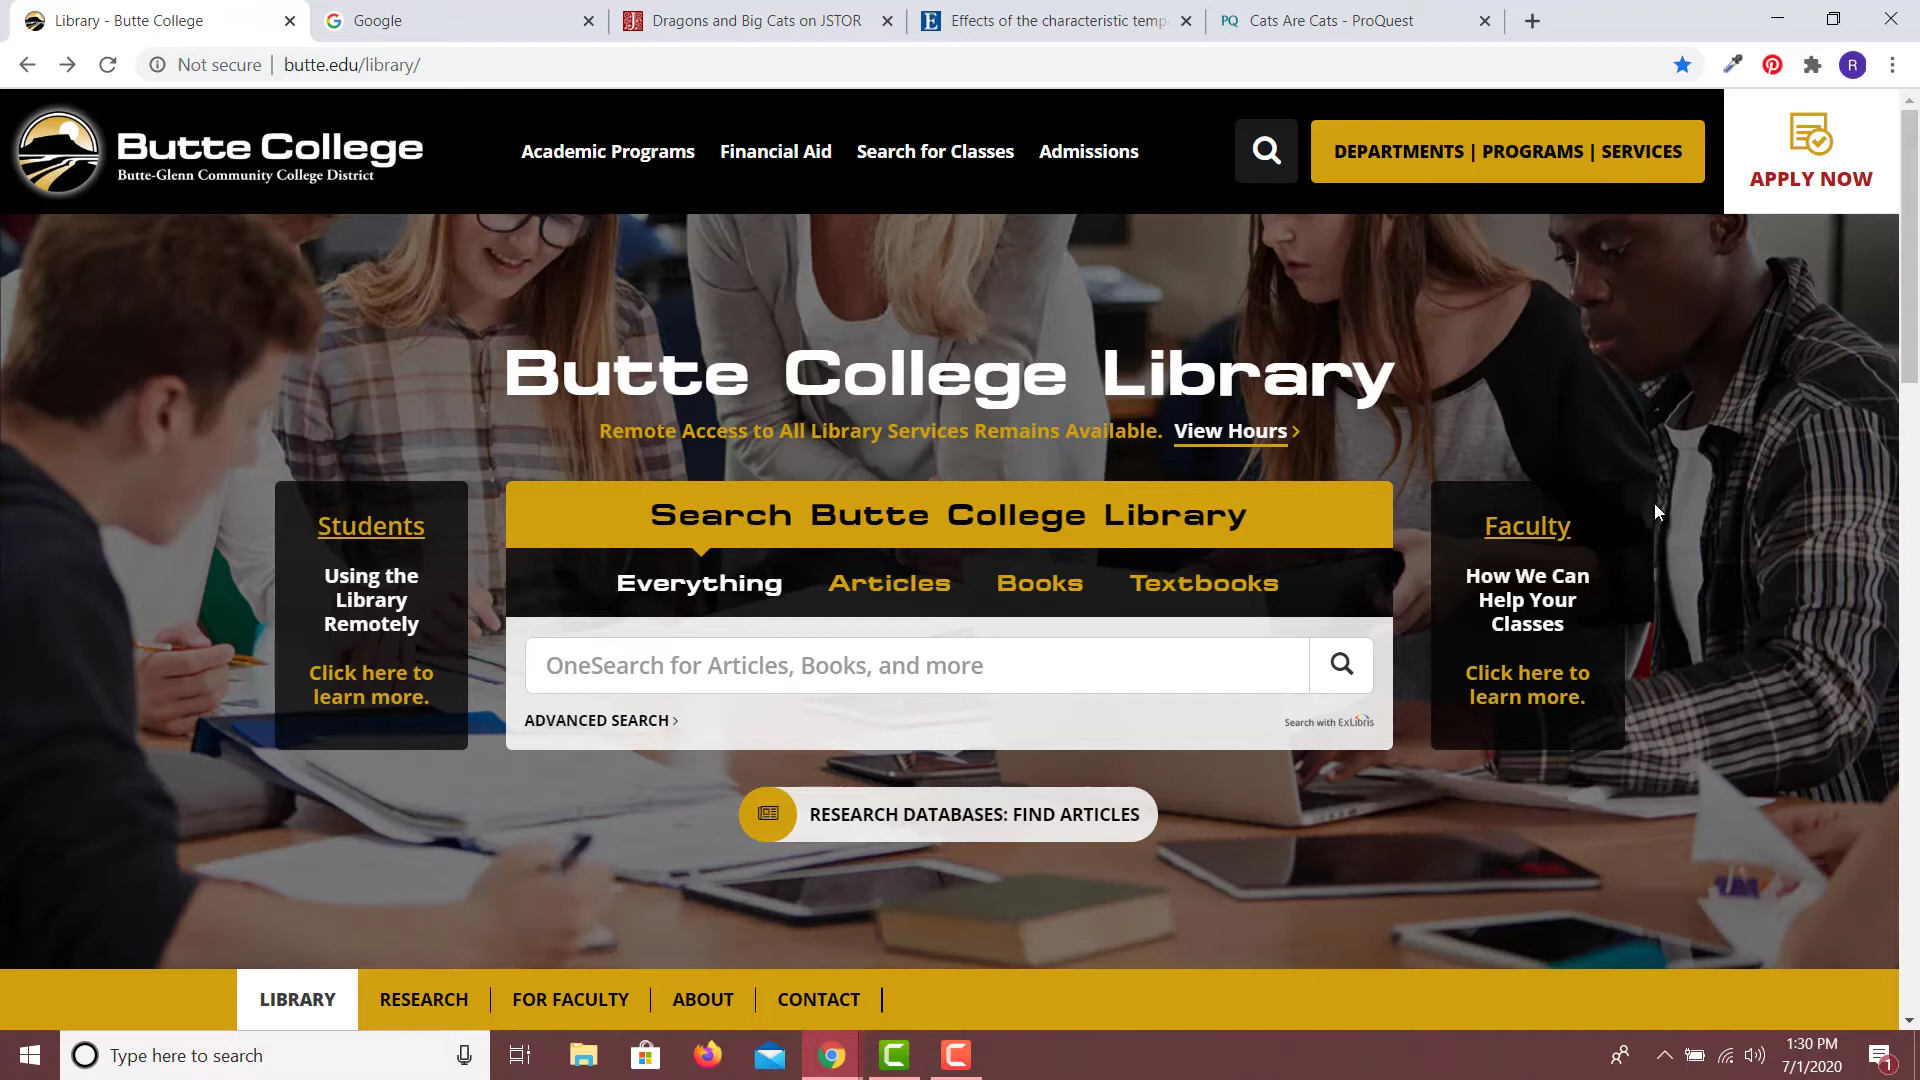 Library - Butte College
Google
Dragons and Big Cats on JSTOR
Effects of the characteristic temp
PQ Cats Are Cats - ProQuest
Not secure | butte.edu/library/
R
Butte College
Butte-Glenn Community College District
Academic Programs
Financial Aid
Search for Classes
Admissions
DEPARTMENTS | PROGRAMS | SERVICES
APPLY NOW
Butte College Library
Remote Access to All Library Services Remains Available. View Hours >
Students
Using the
Library
Remotely
Click here to
learn more.
Search Butte College Library
Everything
Articles
Books
Textbooks
OneSearch for Articles, Books, and more
ADVANCED SEARCH >
Search with ExLibris
Faculty
How We Can
Help Your
Classes
Click here to
learn more.
RESEARCH DATABASES: FIND ARTICLES
LIBRARY
RESEARCH
FOR FACULTY
ABOUT
CONTACT
Type here to search
1:30 PM
7/1/2020
1